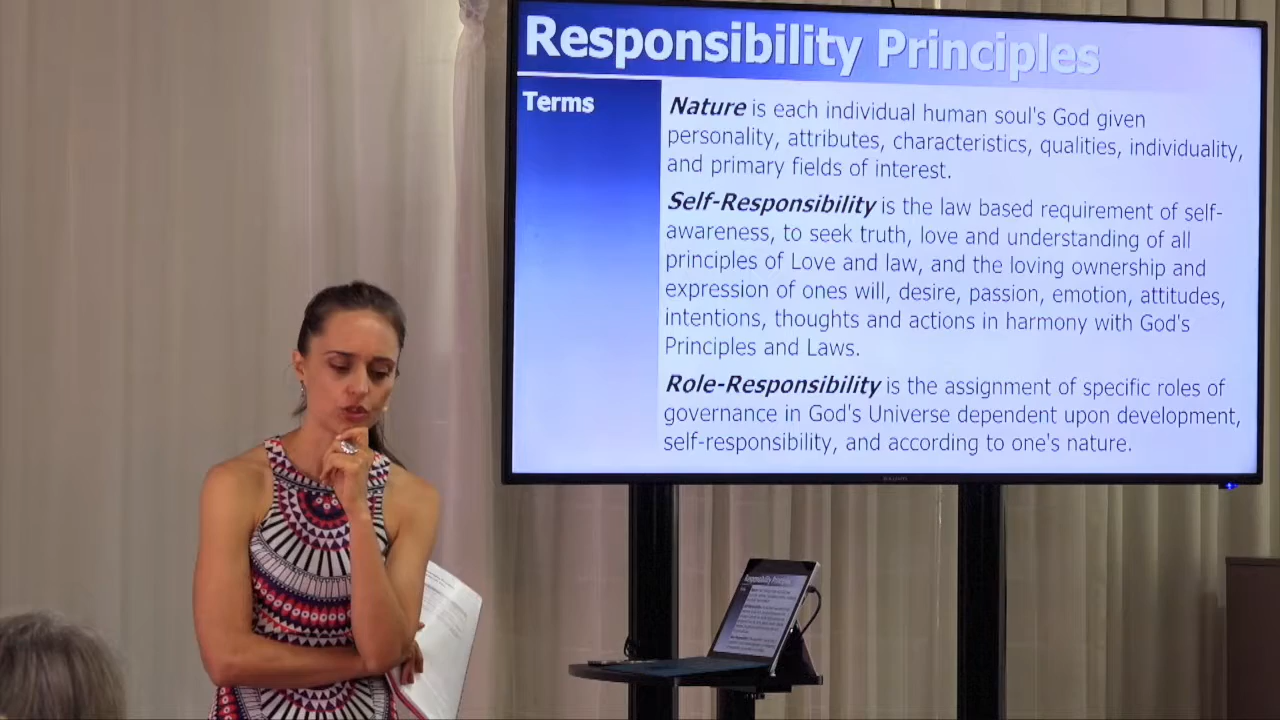 Responsibility Principles
Terms
Nature is each individual human soul's God given
personality, attributes, characteristics, qualities, individuality,
and primary fields of interest.
Self-Responsibility is the law based requirement of self-
awareness, to seek truth, love and understanding of all
principles of Love and law, and the loving ownership and
expression of ones will, desire, passion, emotion, attitudes,
intentions, thoughts and actions in harmony with God's
Principles and Laws.
Role-Responsibility is the assignment of specific roles of
governance in God's Universe dependent upon development,
self-responsibility, and according to one's nature.
Responsibility Principles